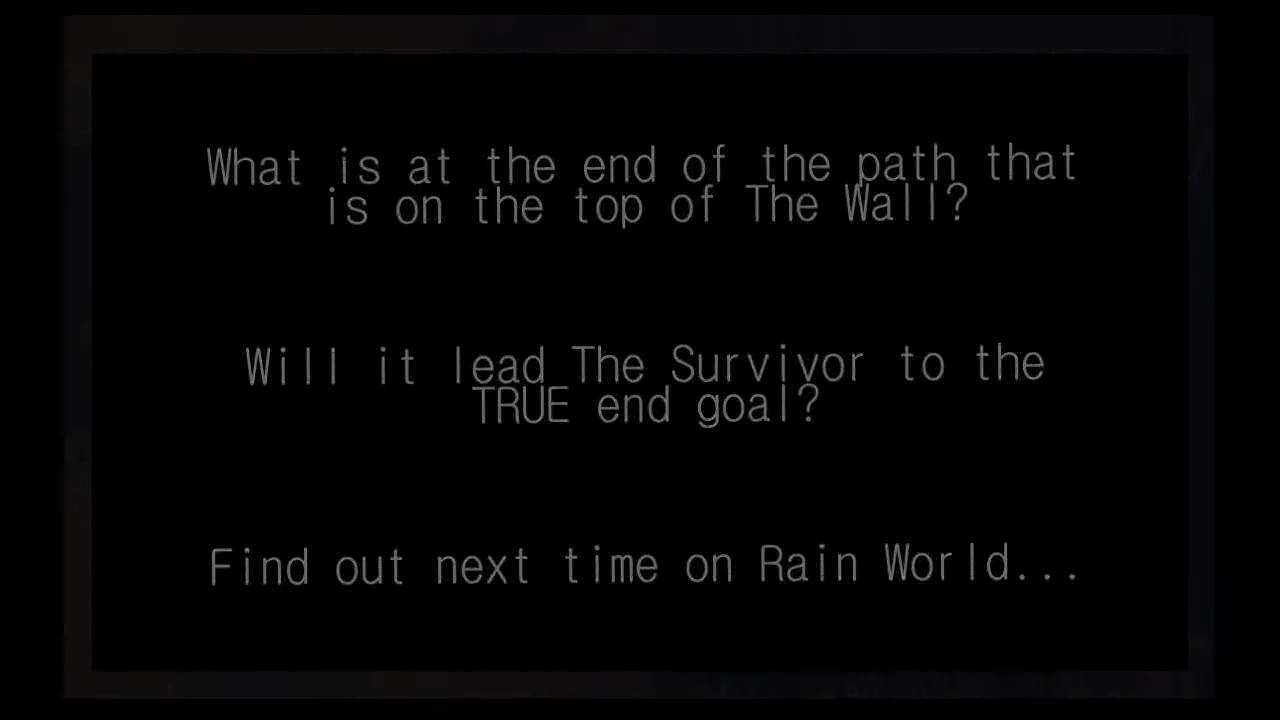 What is at the end of the path that
is on the top of The Wall?
Will it lead The Survivor to the
TRUE end goal?
Find out next time on Rain World...